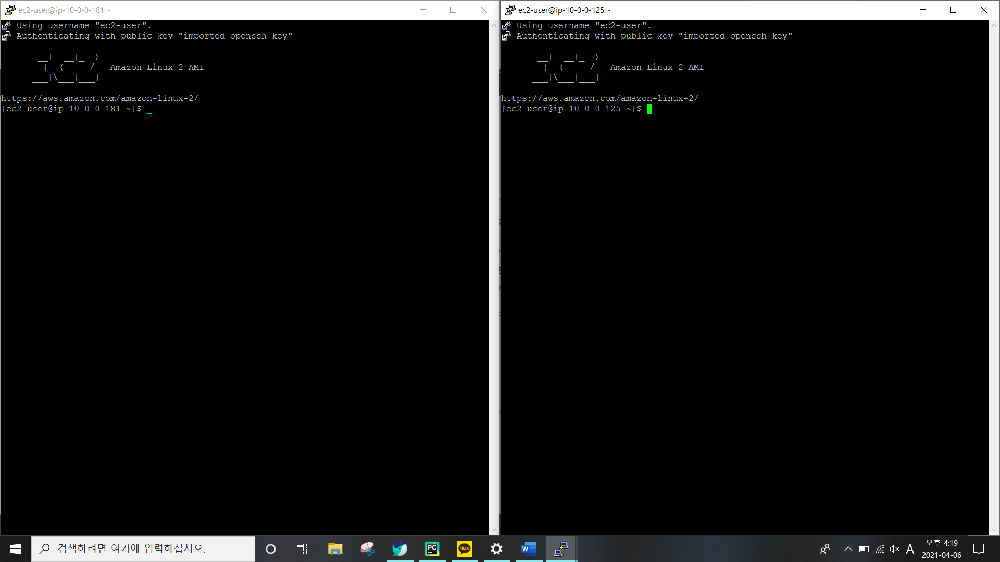 ec2-user@ip-10-0-0-181:~
Using username "ec2-user".
Authenticating with public key "imported-openssh-key"
       __|  __|_  )
       _|  (     /   Amazon Linux 2 AMI
      ___|\___|___|
https://aws.amazon.com/amazon-linux-2/
[ec2-user@ip-10-0-0-181 ~]$
ec2-user@ip-10-0-0-125:~
Using username "ec2-user".
Authenticating with public key "imported-openssh-key"
       __|  __|_  )
       _|  (     /   Amazon Linux 2 AMI
      ___|\___|___|
https://aws.amazon.com/amazon-linux-2/
[ec2-user@ip-10-0-0-125 ~]$
검색하려면 여기에 입력하십시오.
PC
TALK
W
A
오후 4:19
2021-04-06